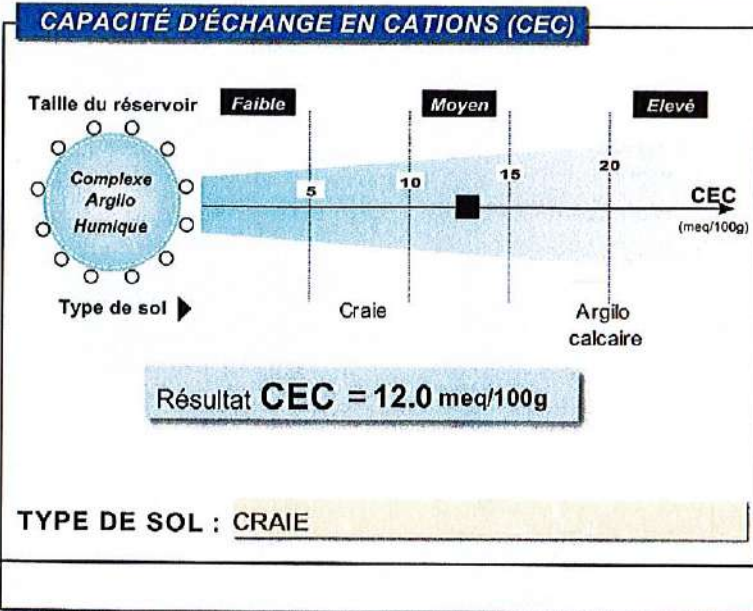 CAPACITÉ D'ÉCHANGE EN CATIONS (CEC)
Taille du réservoir
Faible
Moyen
Elevé
Complexe
Argilo
Humique
5
10
15
20
CEC
(meq/100g)
Type de sol
Craie
Argilo
calcaire
Résultat CEC = 12.0 meq/100g
TYPE DE SOL : CRAIE